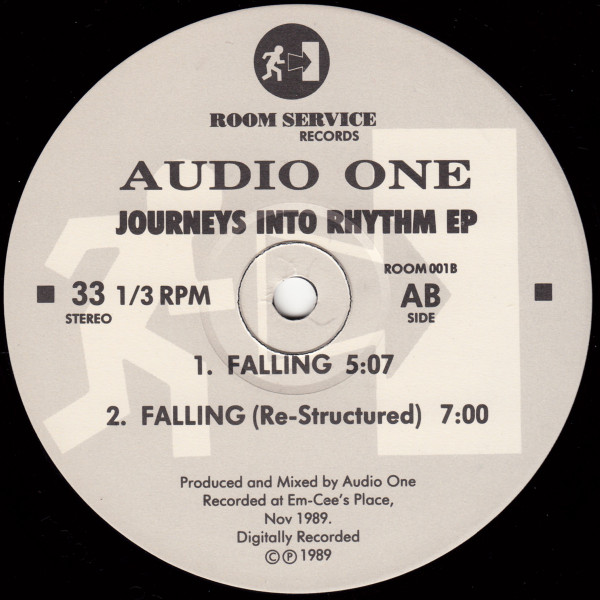 ROOM SERVICE
RECORDS
AUDIO ONE
JOURNEYS INTO RHYTHM EP
ROOM 001B
33 1/3 RPM
STEREO
AB
SIDE
1. FALLING 5:07
2. FALLING (Re-Structured) 7:00
Produced and Mixed by Audio One
Recorded at Em-Cee's Place,
Nov 1989.
Digitally Recorded
©℗1989